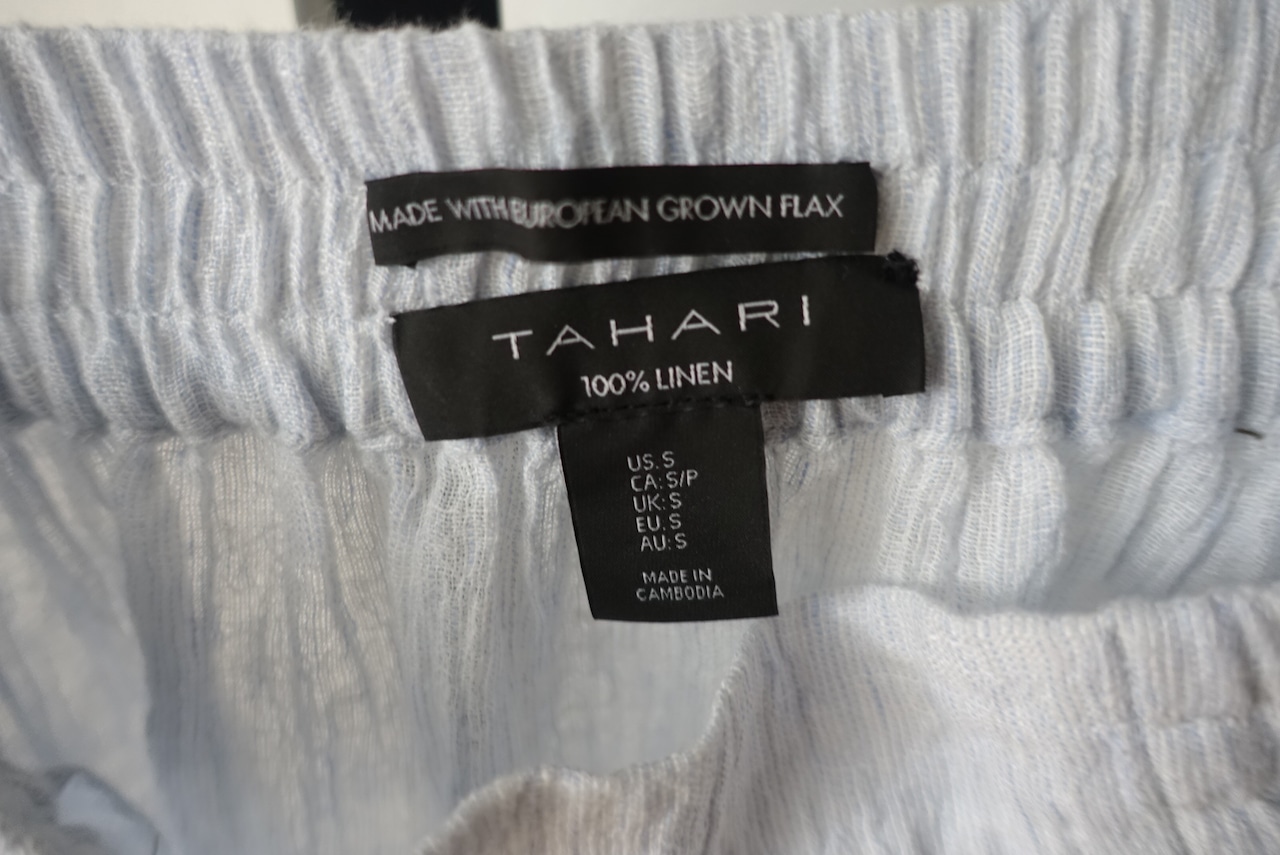 MADE WITH EUROPEAN GROWN FLAX
TAHARI
100% LINEN
US: S
CA: S/P
UK: S
EU: S
AU: S
MADE IN
CAMBODIA